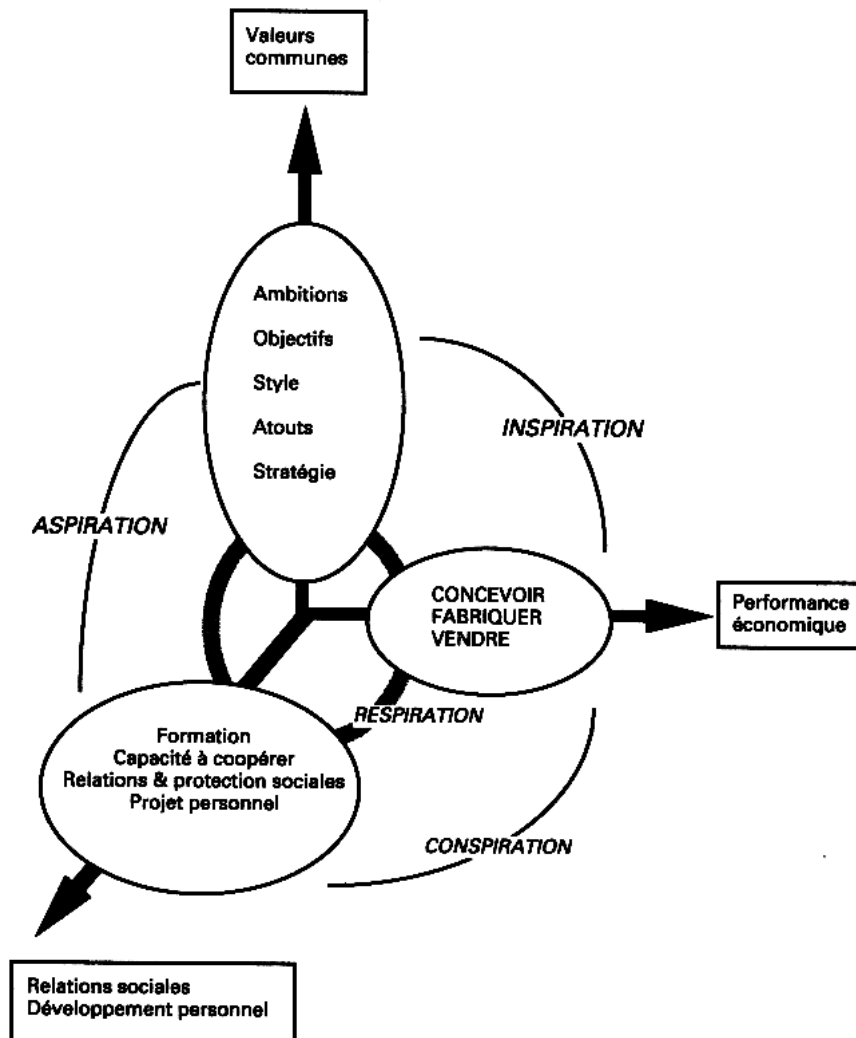 Valeurs
communes
Ambitions
Objectifs
Style
Atouts
Stratégie
INSPIRATION
ASPIRATION
CONCEVOIR
FABRIQUER
VENDRE
Performance
économique
RESPIRATION
Formation
Capacité à coopérer
Relations & protection sociales
Projet personnel
CONSPIRATION
Relations sociales
Développement personnel